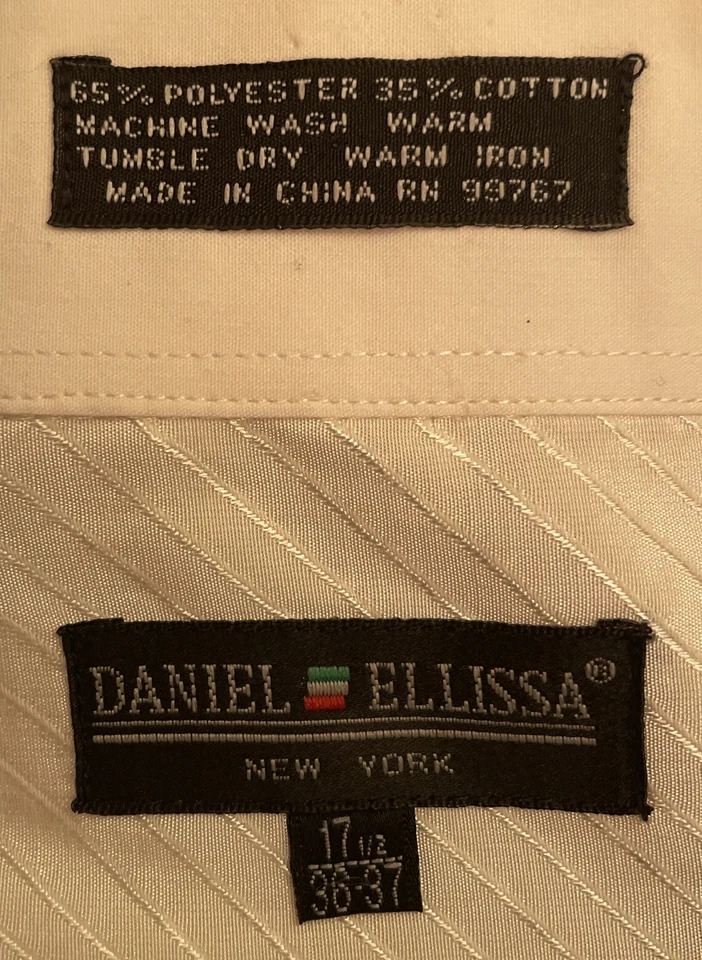 65% POLYESTER 35% COTTON
MACHINE WASH WARM
TUMBLE DRY WARM IRON
MADE IN CHINA RN 99767
DANIEL ELLISSA®
NEW YORK
17 1/2
36-37